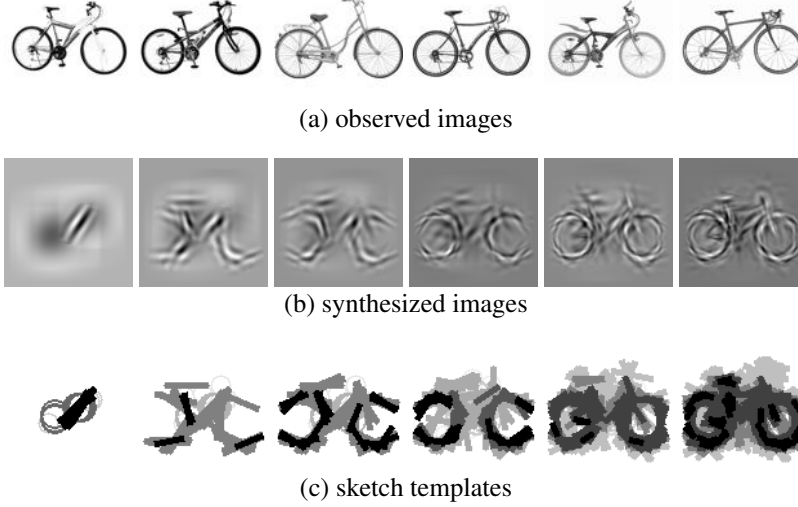 (a) observed images
(b) synthesized images
(c) sketch templates